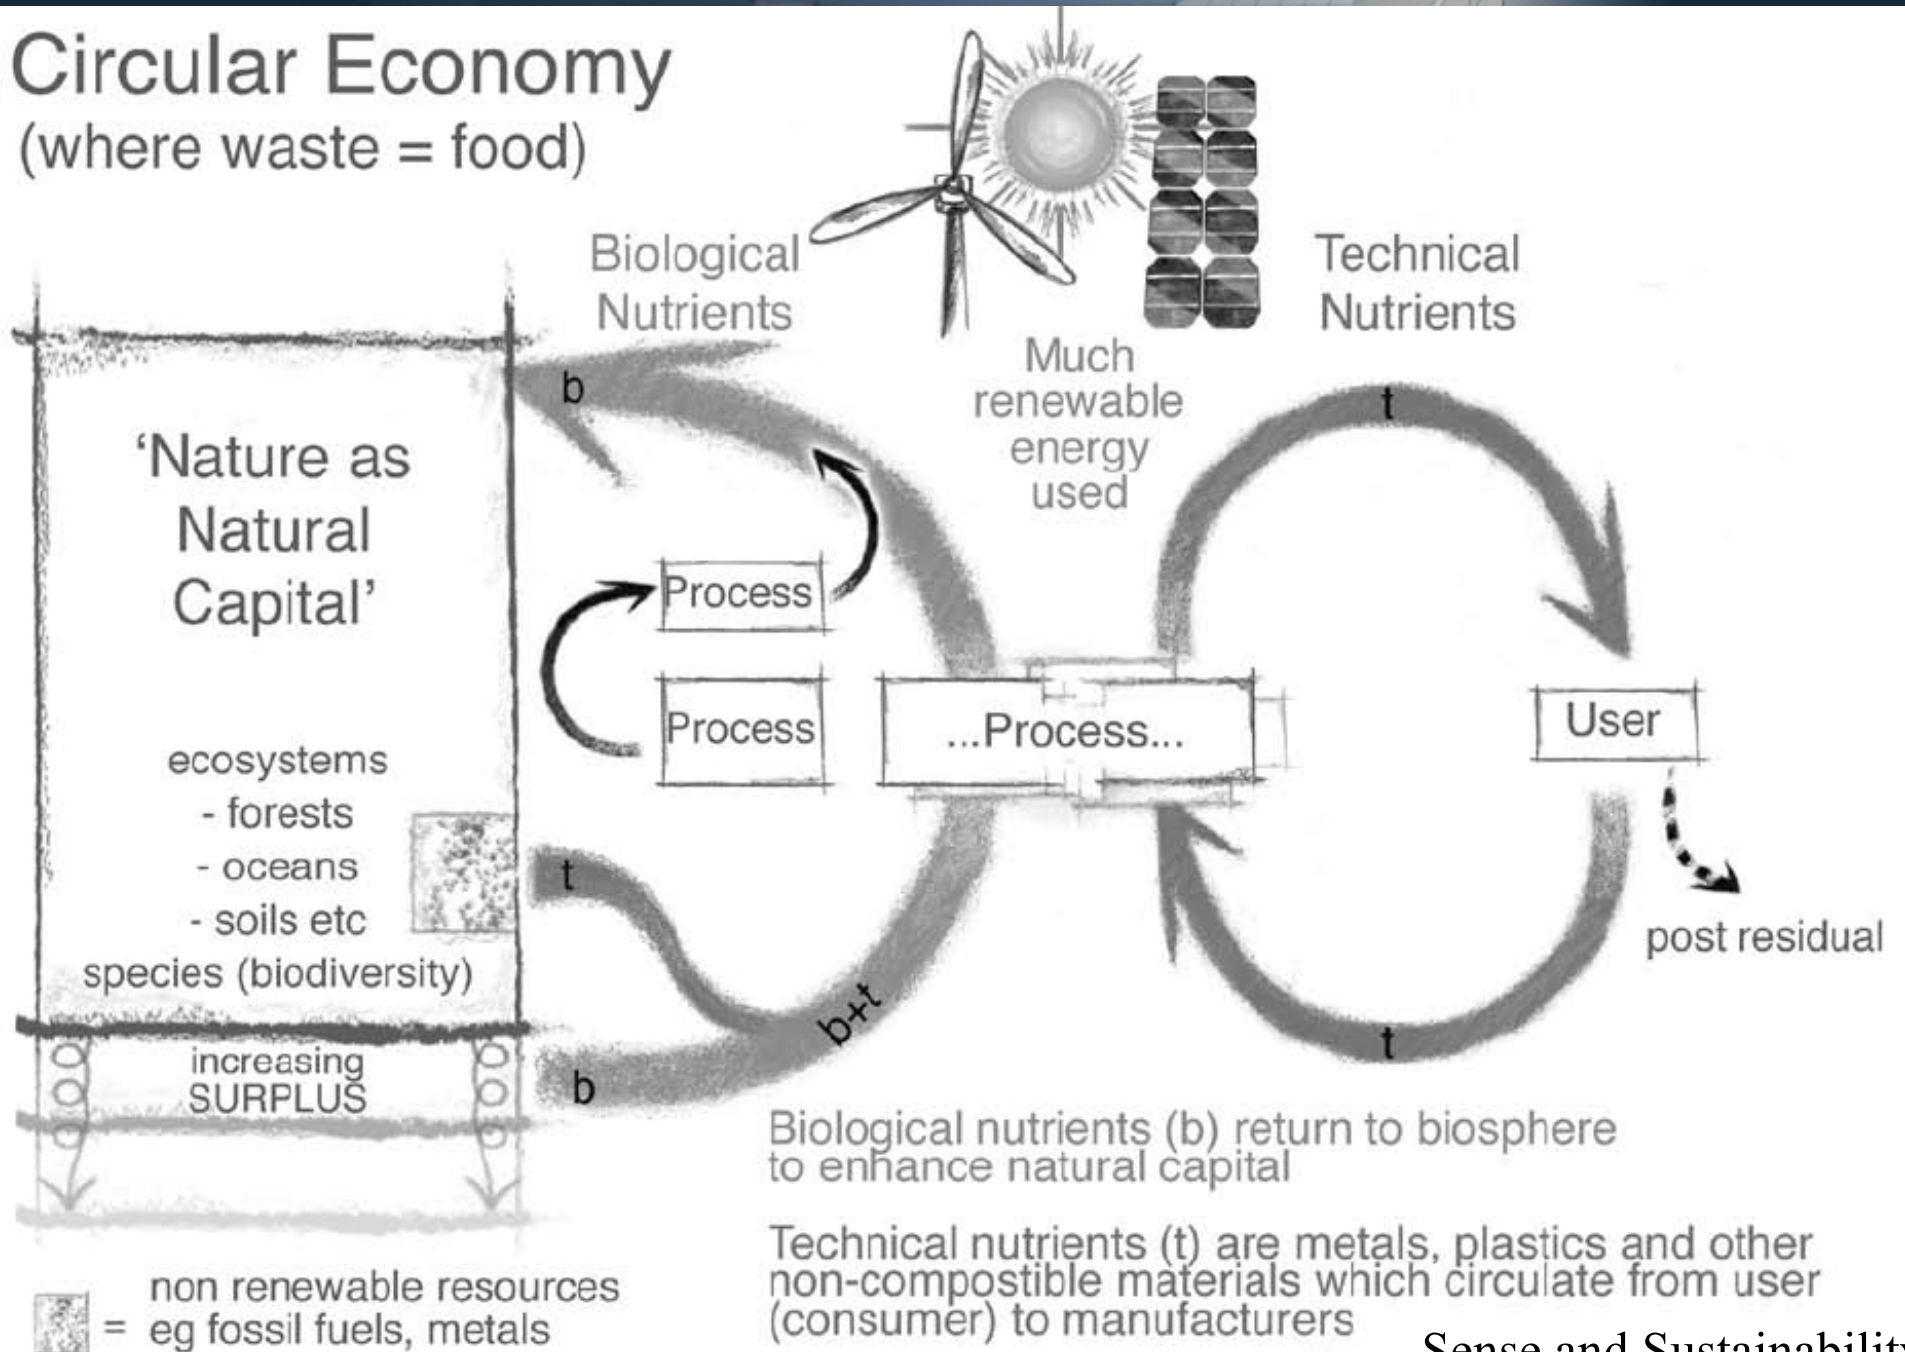 Circular Economy
(where waste = food)
Biological
Nutrients
Technical
Nutrients
Much
renewable
energy
used
b
t
‘Nature as
Natural
Capital’
Process
Process
...Process...
User
ecosystems
- forests
- oceans
- soils etc
species (biodiversity)
t
b+t
b
t
post residual
increasing
SURPLUS
Biological nutrients (b) return to biosphere
to enhance natural capital
Technical nutrients (t) are metals, plastics and other
non-compostible materials which circulate from user
(consumer) to manufacturers
non renewable resources
= eg fossil fuels, metals
Sense and Sustainability